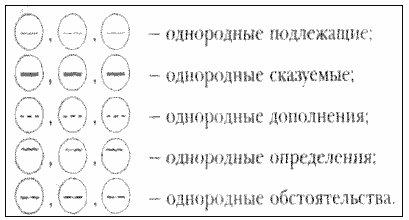 , , – однородные подлежащие;
, , – однородные сказуемые;
, , – однородные дополнения;
, , – однородные определения;
, , – однородные обстоятельства.